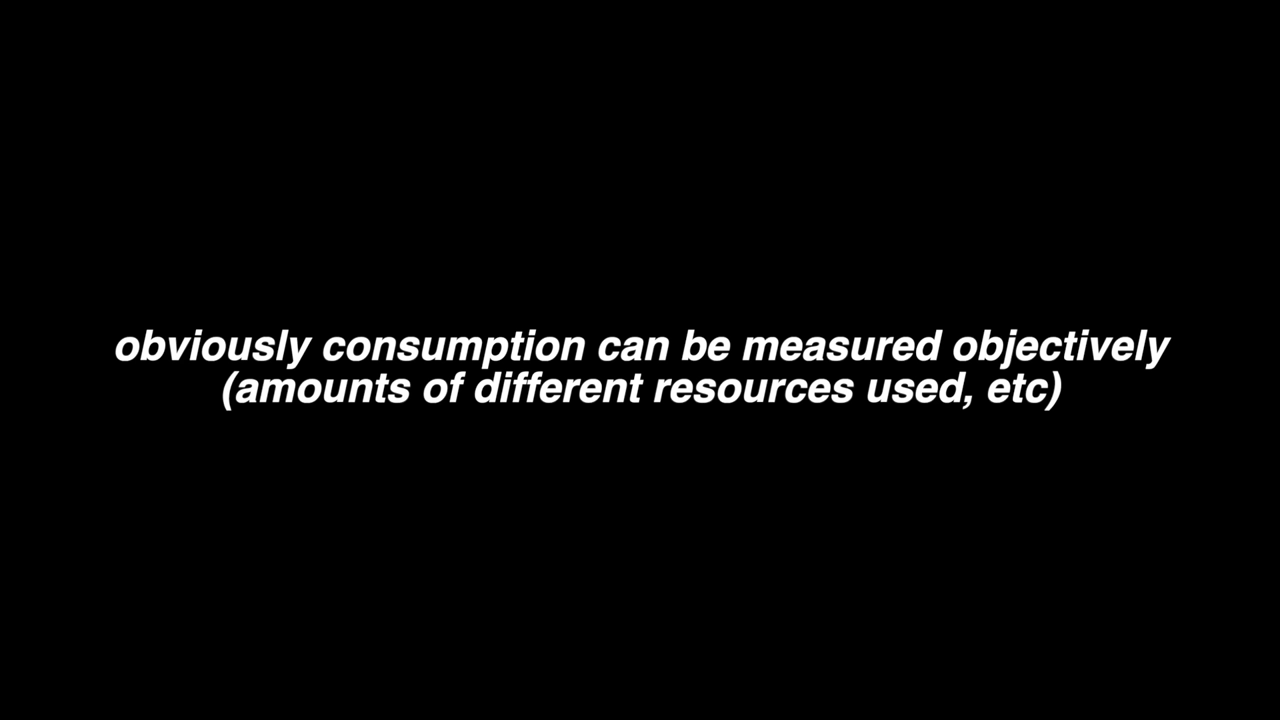 obviously consumption can be measured objectively
(amounts of different resources used, etc)